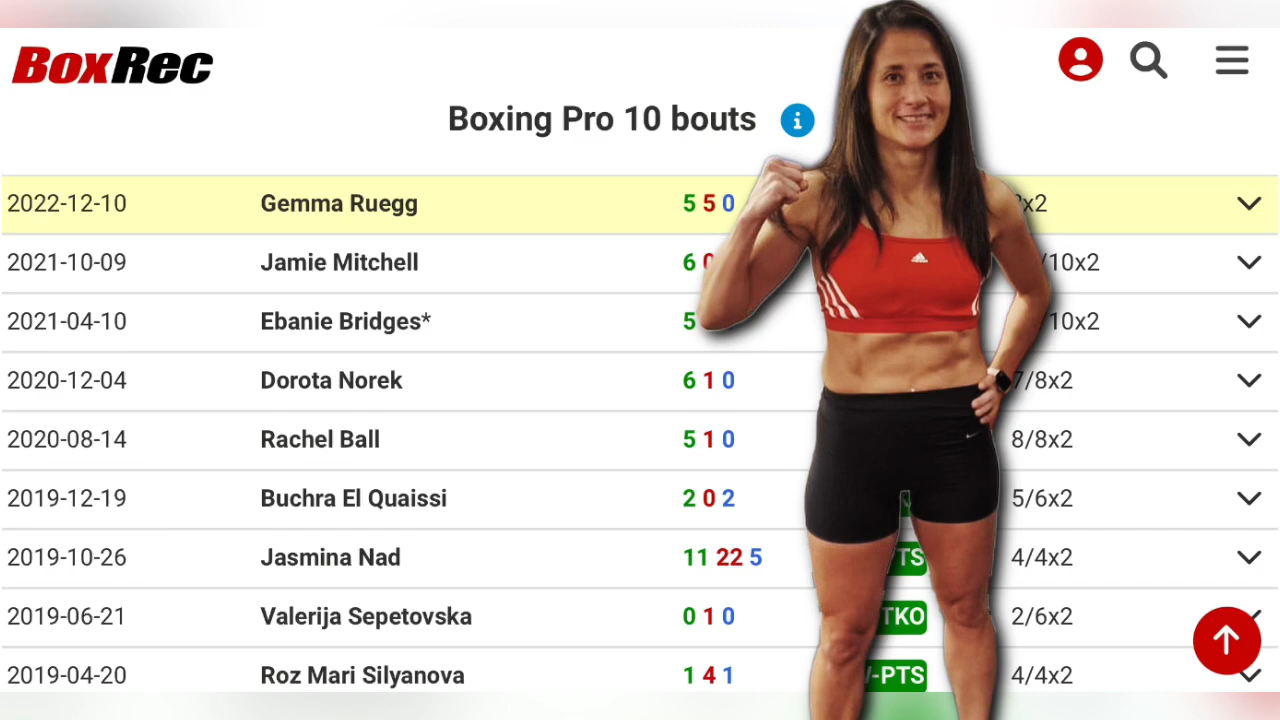 BoxRec
Boxing Pro 10 bouts
2022-12-10 Gemma Ruegg 5 5 0
2021-10-09 Jamie Mitchell 6 /10x2
2021-04-10 Ebanie Bridges* 5 10x2
2020-12-04 Dorota Norek 6 1 0 7/8x2
2020-08-14 Rachel Ball 5 1 0 8/8x2
2019-12-19 Buchra El Quaissi 2 0 2 5/6x2
2019-10-26 Jasmina Nad 11 22 5 TS 4/4x2
2019-06-21 Valerija Sepetovska 0 1 0 TKO 2/6x2
2019-04-20 Roz Mari Silyanova 1 4 1 -PTS 4/4x2